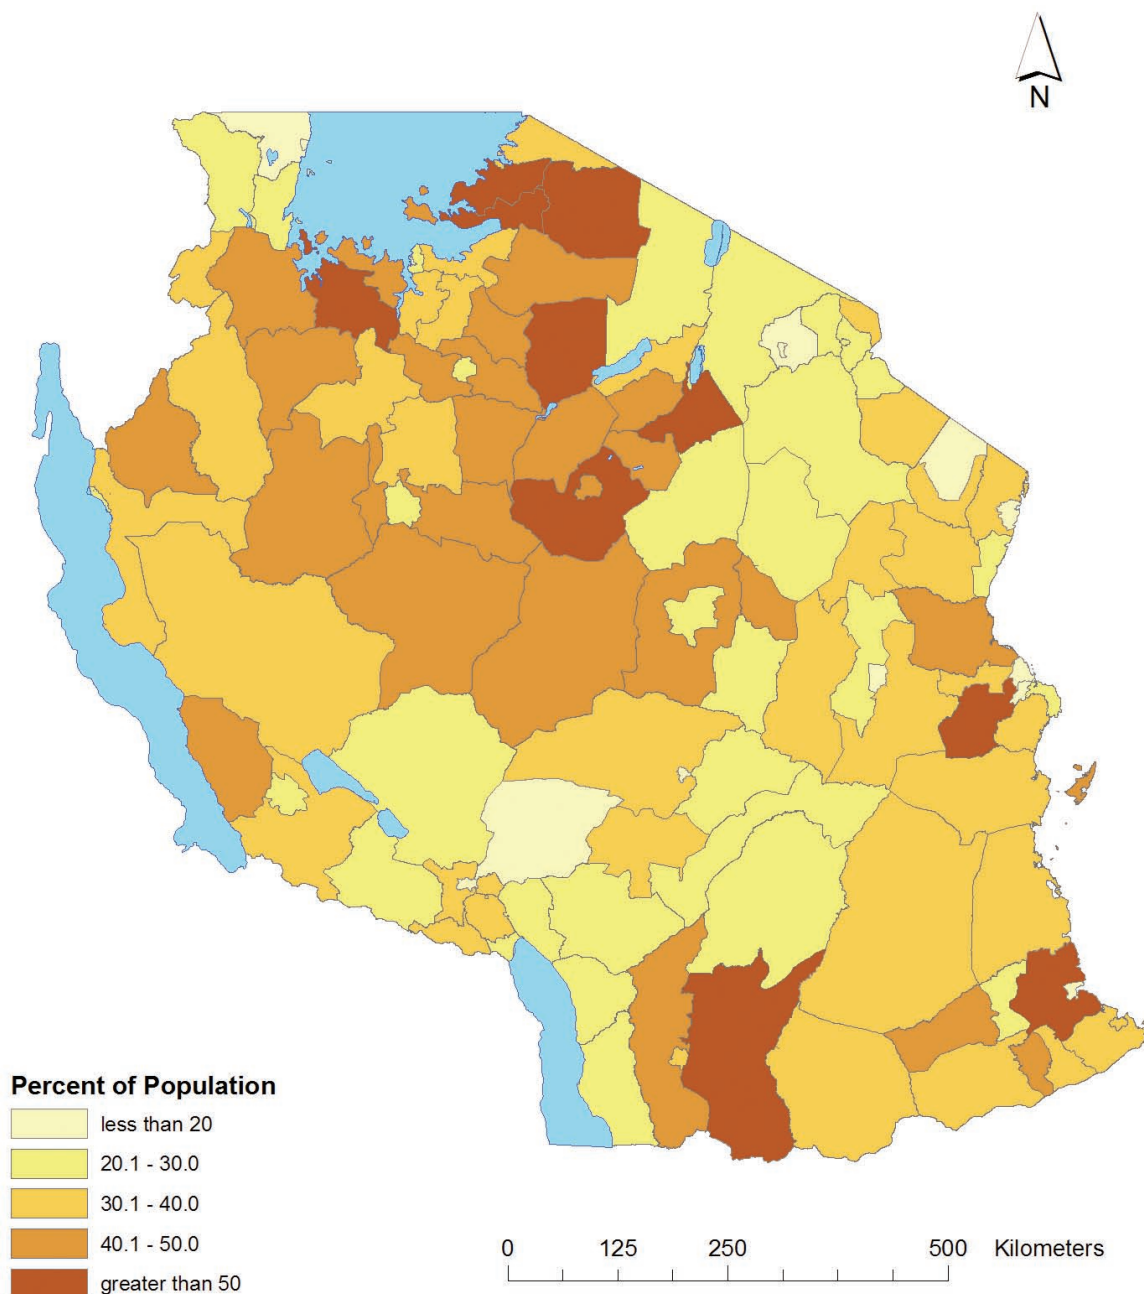 N
Percent of Population
less than 20
20.1 - 30.0
30.1 - 40.0
40.1 - 50.0
greater than 50
0 125 250 500 Kilometers